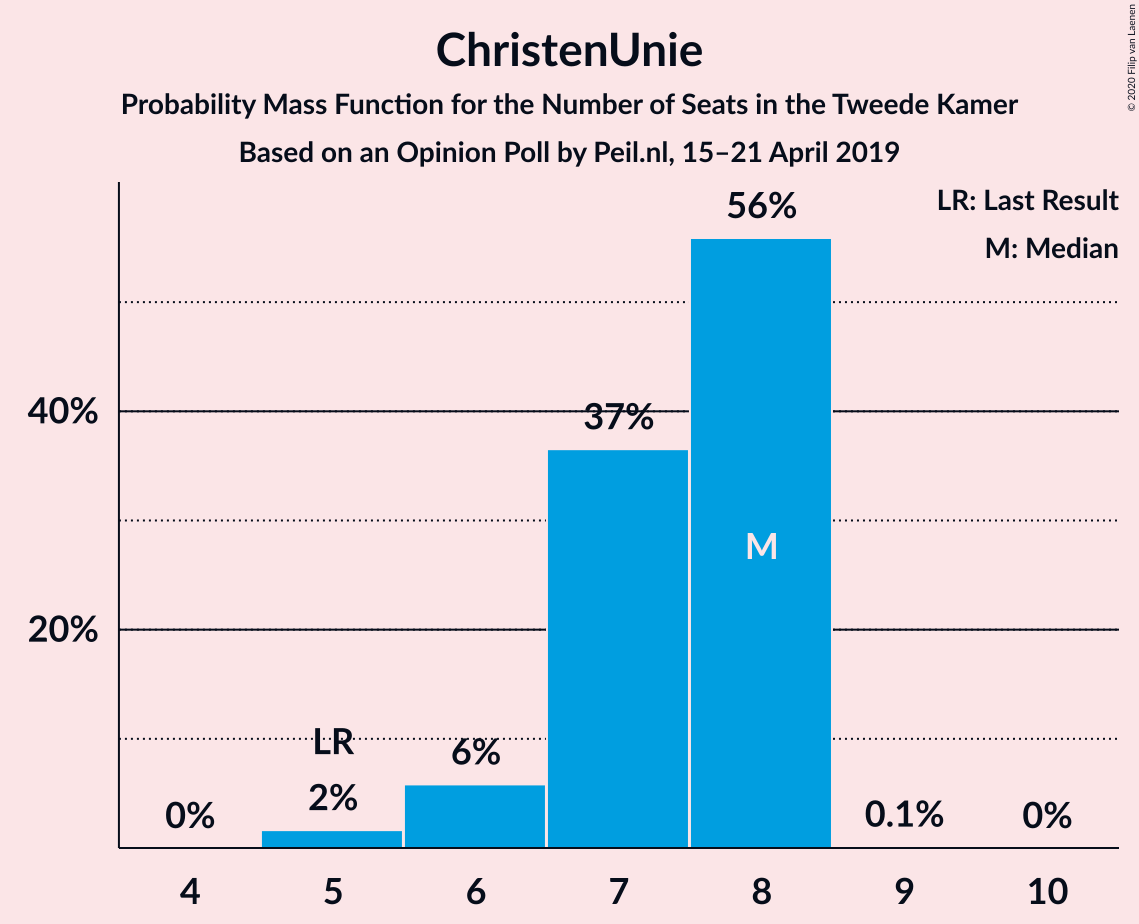 ChristenUnie
Probability Mass Function for the Number of Seats in the Tweede Kamer
Based on an Opinion Poll by Peil.nl, 15–21 April 2019
© 2020 Filip van Laenen
LR: Last Result
M: Median
56%
40%
37%
M
20%
LR
6%
2%
0%
0.1%
0%
4 5 6 7 8 9 10